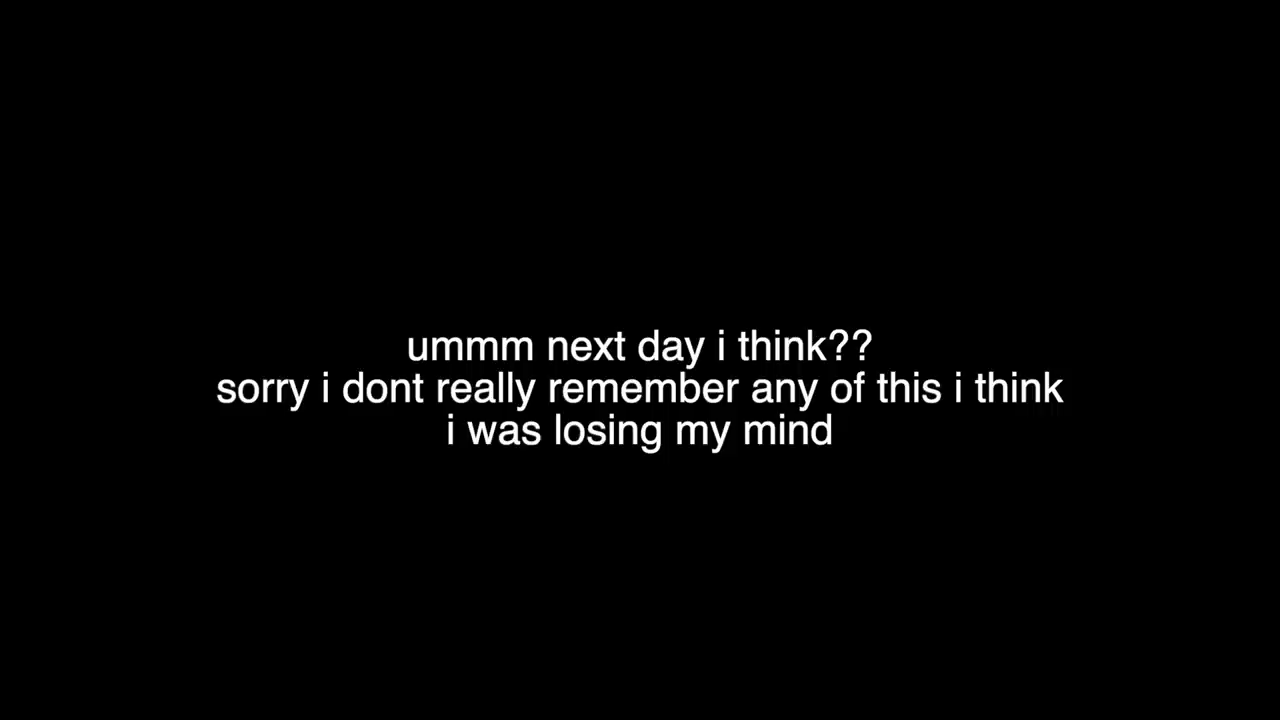 ummm next day i think??
sorry i dont really remember any of this i think
i was losing my mind